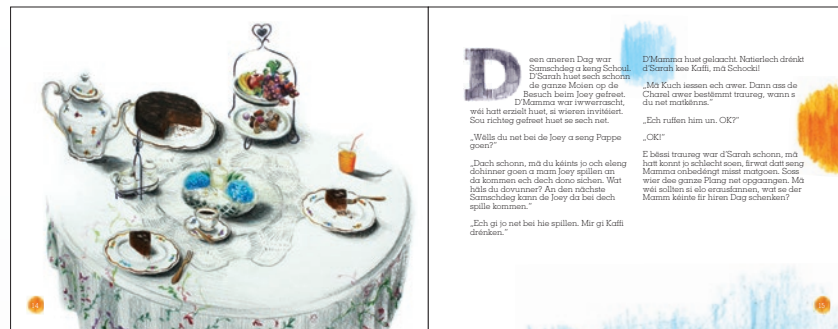 Deen aneren Dag war
Samschdeg a keng Schoul.
D'Sarah huet sech schonn
de ganze Moien op de
Besuch beim Joey gefreet.
D'Mamma war iwwerrascht,
wéi hatt erzielt huet, si wieren invitéiert.
Sou richteg gefreet huet se sech net.
„Wëlls du net bei de Joey a seng Pappe
goen?"
„Dach schonn, mä du kéints jo och eleng
dohinner goen a mam Joey spillen an
da kommen ech dech dono sichen. Wat
häls du dovunner? An den nächste
Samschdeg kann de Joey da bei dech
spille kommen."
„Ech gi jo net bei hie spillen. Mir gi Kaffi
drénken."
D'Mamma huet gelaacht. Natierlech drénkt
d'Sarah kee Kaffi, mä Schocki!
„Mä Kuch iessen ech awer. Dann ass de
Charel awer bestëmmt traureg, wann s
du net matkënns."
„Ech ruffen him un. OK?"
„OK!"
E bëssi traureg war d'Sarah schonn, mä
hatt konnt jo schlecht soen, firwat datt seng
Mamma onbedéngt misst matgoen. Soss
wier dee ganze Plang net opgaangen. Mä
wéi sollten si elo erausfannen, wat se der
Mamm kéinte fir hiren Dag schenken?
14
15